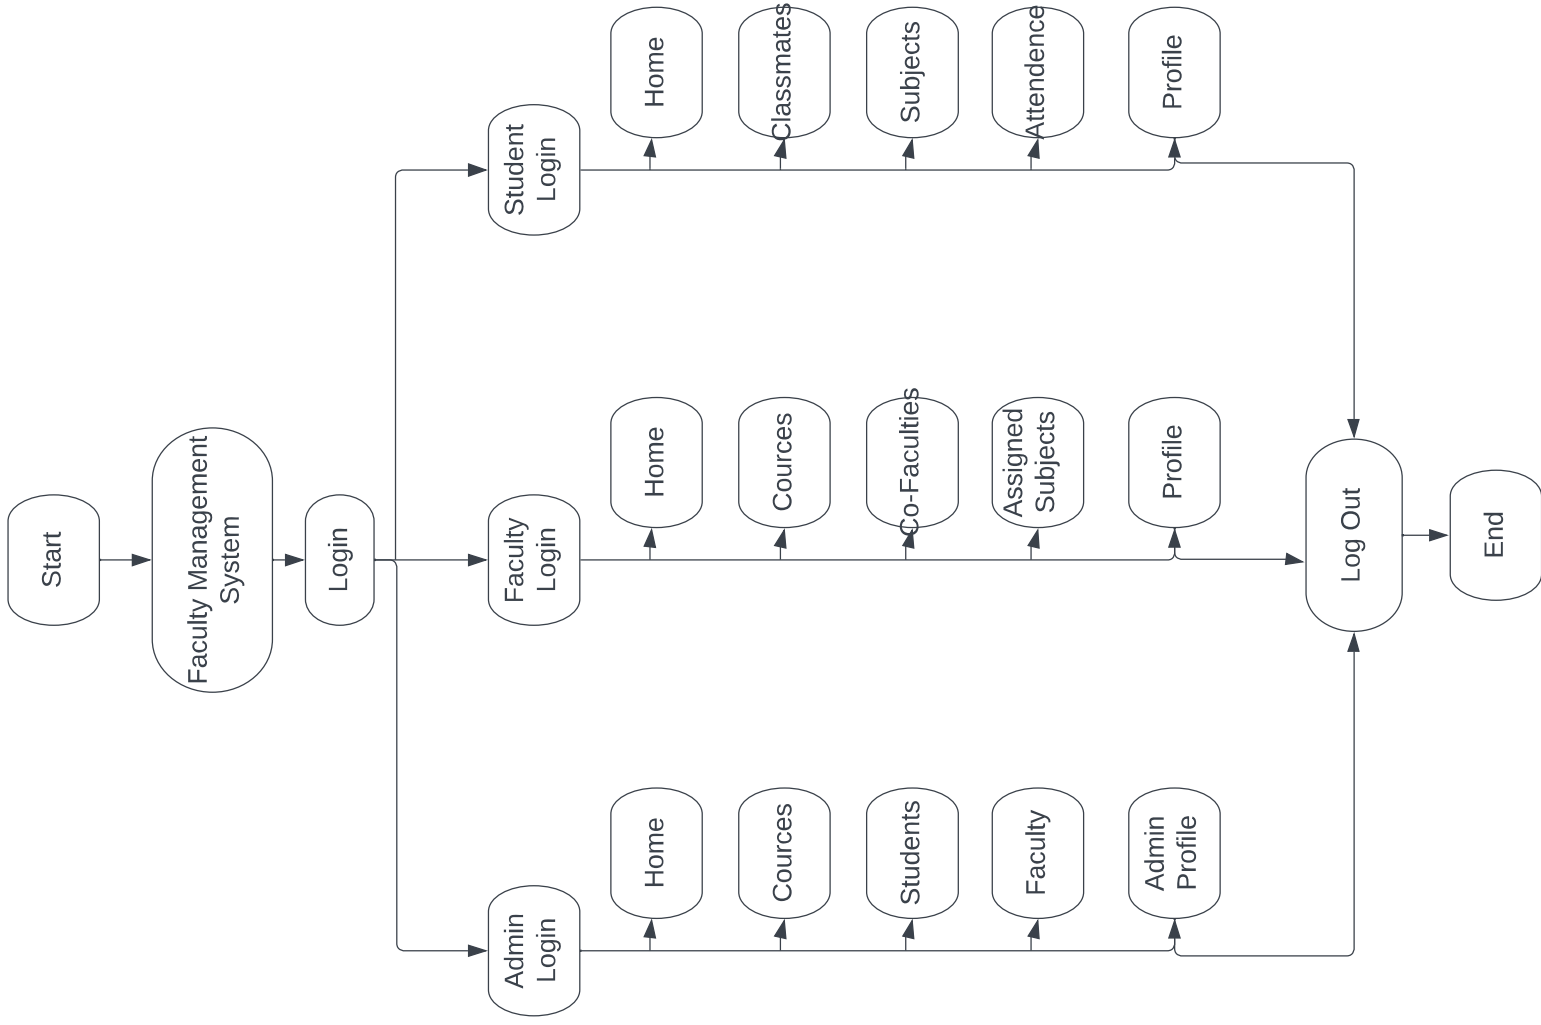 Start
Faculty Management
System
Login
Admin
Login
Home
Cources
Students
Faculty
Admin
Profile
Faculty
Login
Home
Cources
Co-Faculties
Assigned
Subjects
Profile
Student
Login
Home
Classmates
Subjects
Attendence
Profile
Log Out
End